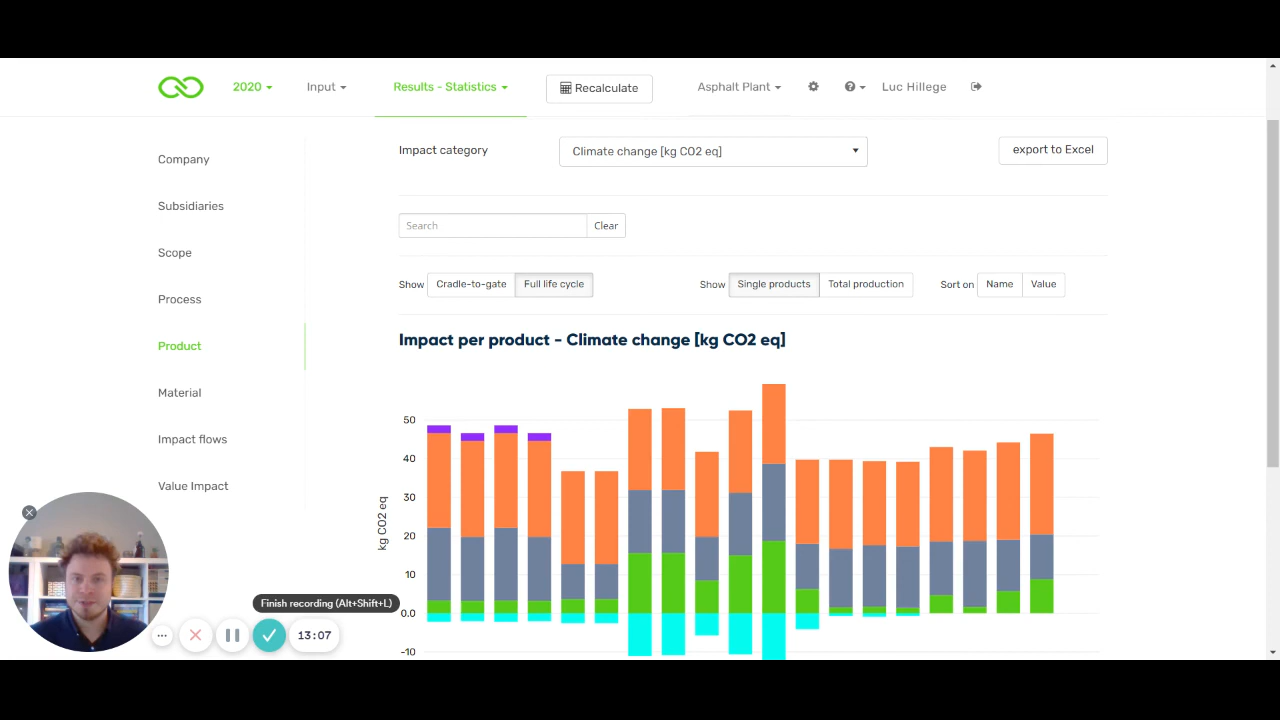 2020 Input Results - Statistics Recalculate Asphalt Plant Luc Hillege
Company
Subsidiaries
Scope
Process
Product
Material
Impact flows
Value Impact
Impact category Climate change [kg CO2 eq] export to Excel
Search Clear
Show Cradle-to-gate Full life cycle Show Single products Total production Sort on Name Value
Impact per product - Climate change [kg CO2 eq]
kg CO2 eq
50
40
30
20
10
0.0
-10
Finish recording (Alt+Shift+L)
13:07